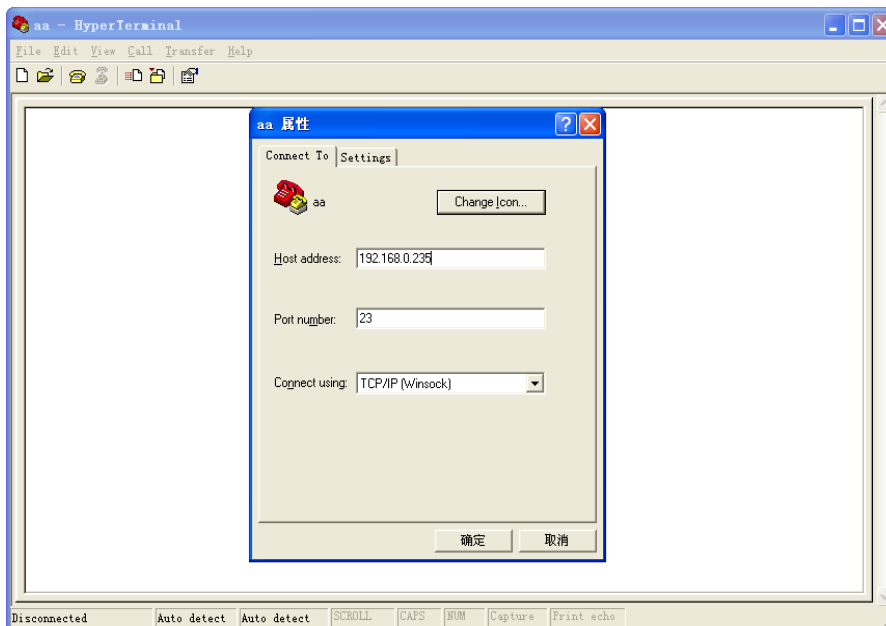 aa - HyperTerminal
File Edit View Call Transfer Help
aa 属性
Connect To Settings
aa
Change Icon...
Host address: 192.168.0.235
Port number: 23
Connect using: TCP/IP (Winsock)
确定 取消
Disconnected Auto detect Auto detect SCROLL CAPS NUM Capture Print echo